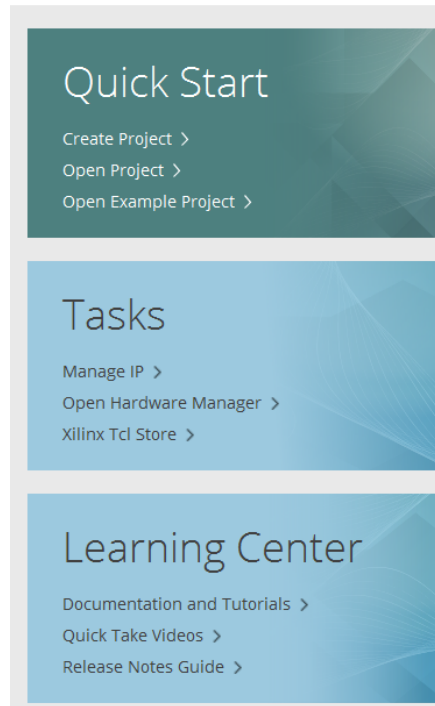 Quick Start
Create Project >
Open Project >
Open Example Project >
Tasks
Manage IP >
Open Hardware Manager >
Xilinx Tcl Store >
Learning Center
Documentation and Tutorials >
Quick Take Videos >
Release Notes Guide >